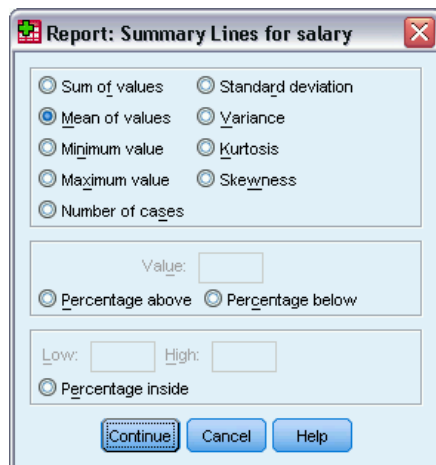 Report: Summary Lines for salary
Sum of values
Standard deviation
Mean of values
Variance
Minimum value
Kurtosis
Maximum value
Skewness
Number of cases
Value:
Percentage above
Percentage below
Low:
High:
Percentage inside
Continue
Cancel
Help